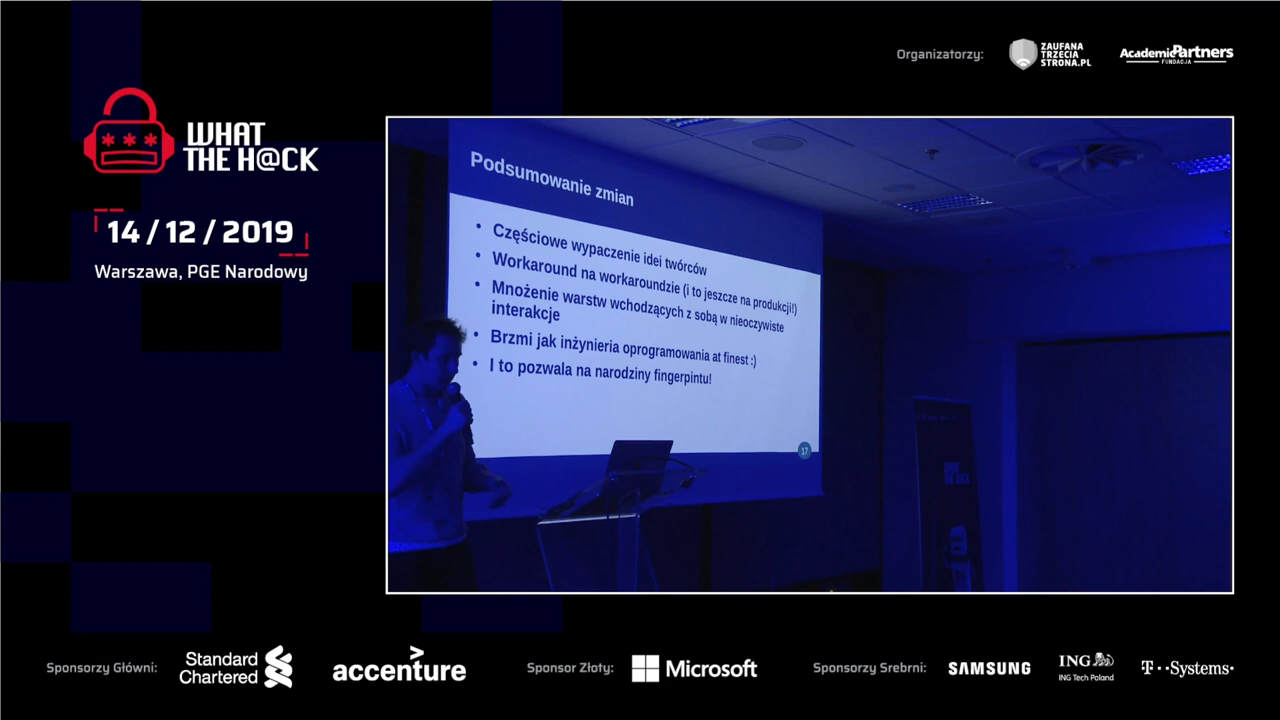 Organizatorzy:
ZAUFANA
TRZECIA
STRONA.PL
AcademicPartners
FUNDACJA
WHAT
THE H@CK
14 / 12 / 2019
Warszawa, PGE Narodowy
Podsumowanie zmian
• Częściowe wypaczenie idei twórców
• Workaround na workaroundzie (i to jeszcze na produkcji!)
• Mnożenie warstw wchodzących z sobą w nieoczywiste
interakcje
• Brzmi jak inżynieria oprogramowania at finest :)
• I to pozwala na narodziny fingerpintu!
17
Sponsorzy Główni:
Standard
Chartered
accenture
Sponsor Złoty:
Microsoft
Sponsorzy Srebrni:
SAMSUNG
ING
ING Tech Poland
T··Systems·